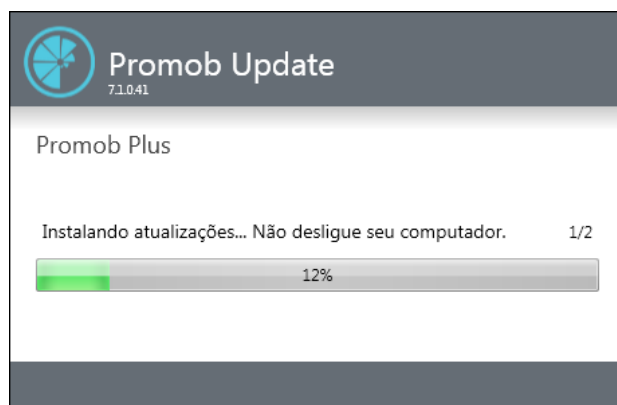 Promob Update
7.1.0.41
Promob Plus
Instalando atualizações... Não desligue seu computador. 1/2
12%